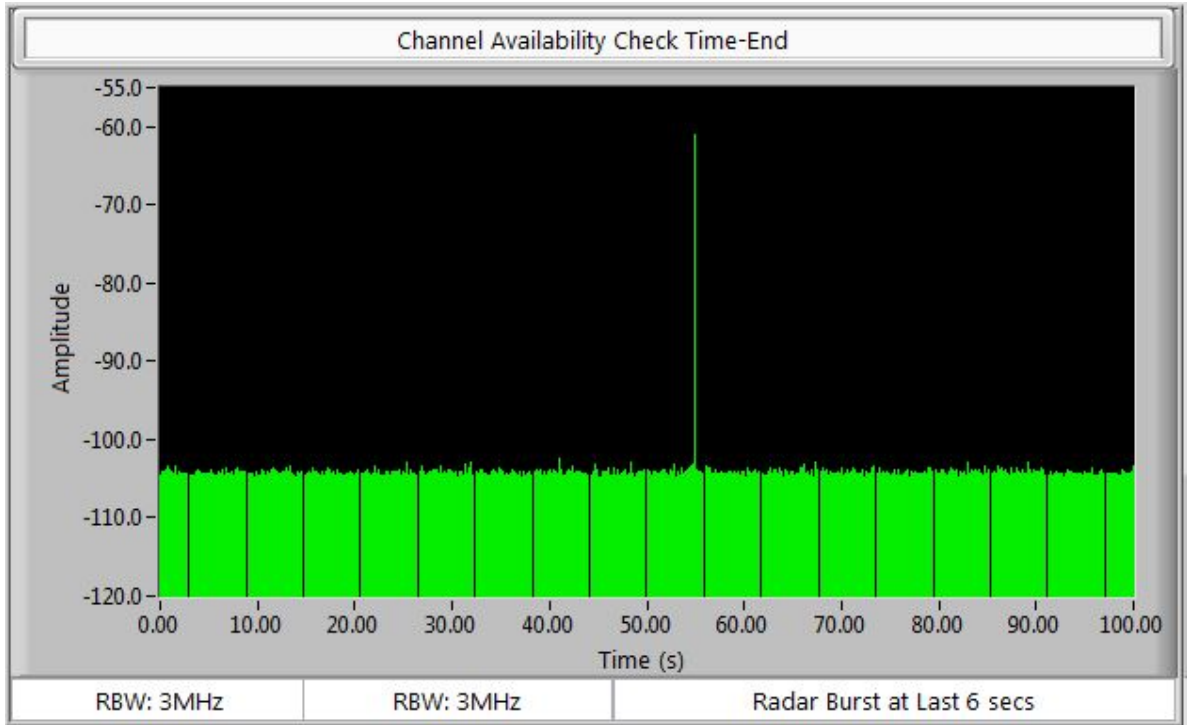 Channel Availability Check Time-End
-55.0
-60.0
-70.0
-80.0
-90.0
-100.0
-110.0
-120.0
Amplitude
0.00 10.00 20.00 30.00 40.00 50.00 60.00 70.00 80.00 90.00 100.00
Time (s)
RBW: 3MHz RBW: 3MHz Radar Burst at Last 6 secs